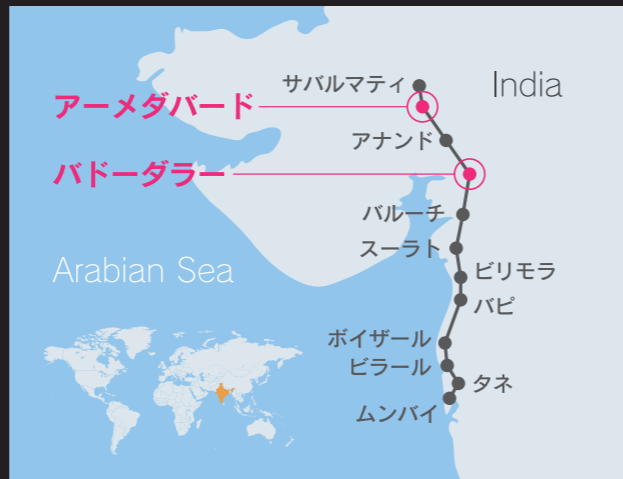 サバルマティ
India
アーメダバード
アナンド
バドーダラー
バルーチ
スーラト
Arabian Sea
ビリモラ
バピ
ボイザール
ビラール
タネ
ムンバイ